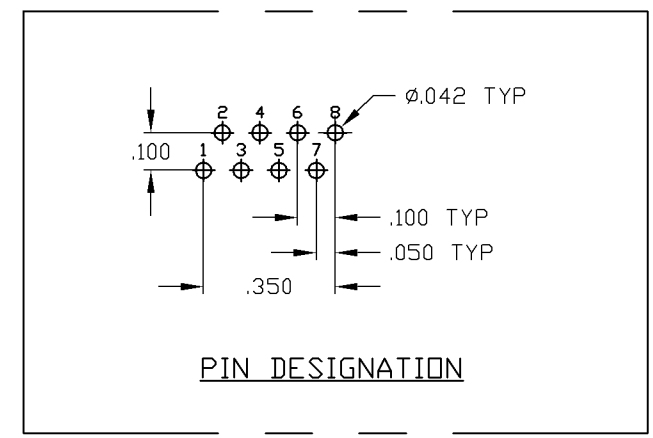 Ø.042 TYP
2 4 6 8
.100
1 3 5 7
.100 TYP
.050 TYP
.350
PIN DESIGNATION